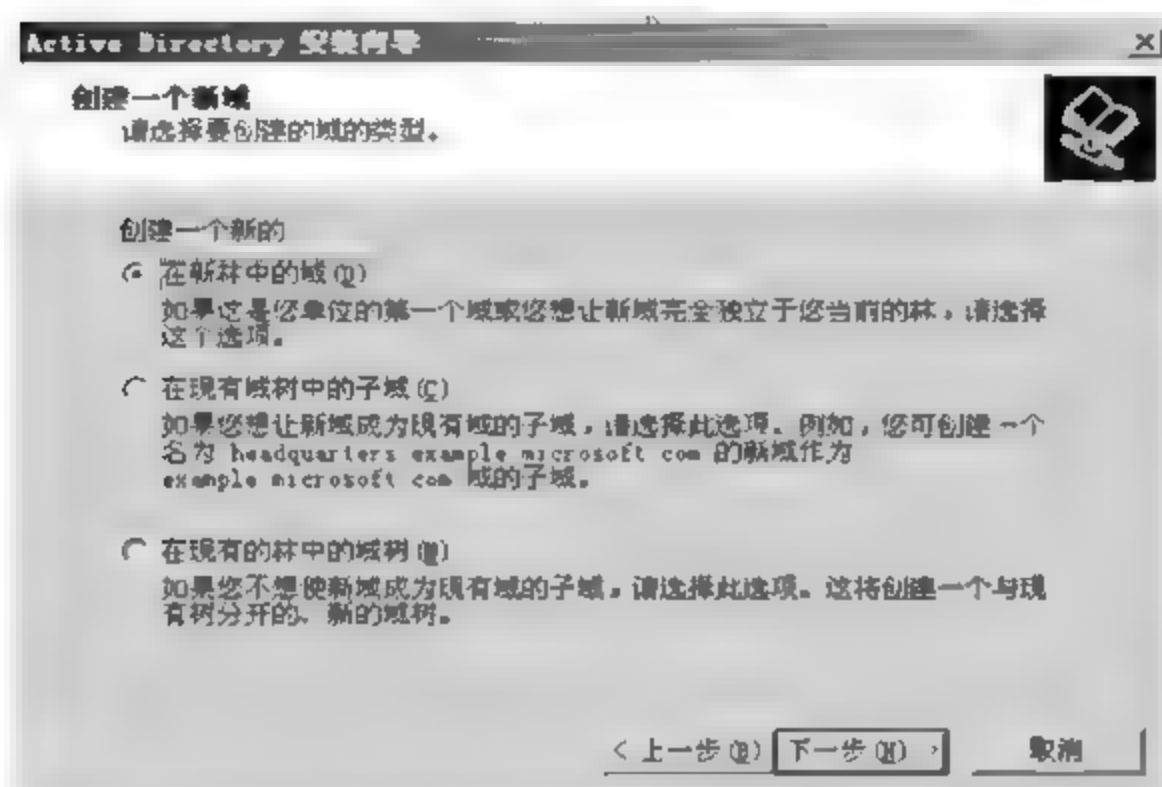 Active Directory 安装向导
创建一个新域
请选择要创建的域的类型。
创建一个新的
在新林中的域(D)
如果这是您单位的第一个域或您想让新域完全独立于您当前的林，请选择
这个选项。
在现有域树中的子域(C)
如果您想让新域成为现有域的子域，请选择此选项。例如，您可创建一个
名为 headquarters example microsoft com 的新域作为
example microsoft com 域的子域。
在现有的林中的域树(W)
如果您不想使新域成为现有域的子域，请选择此选项。这将创建一个与现
有树分开的、新的域树。
< 上一步(B) 下一步(N) > 取消